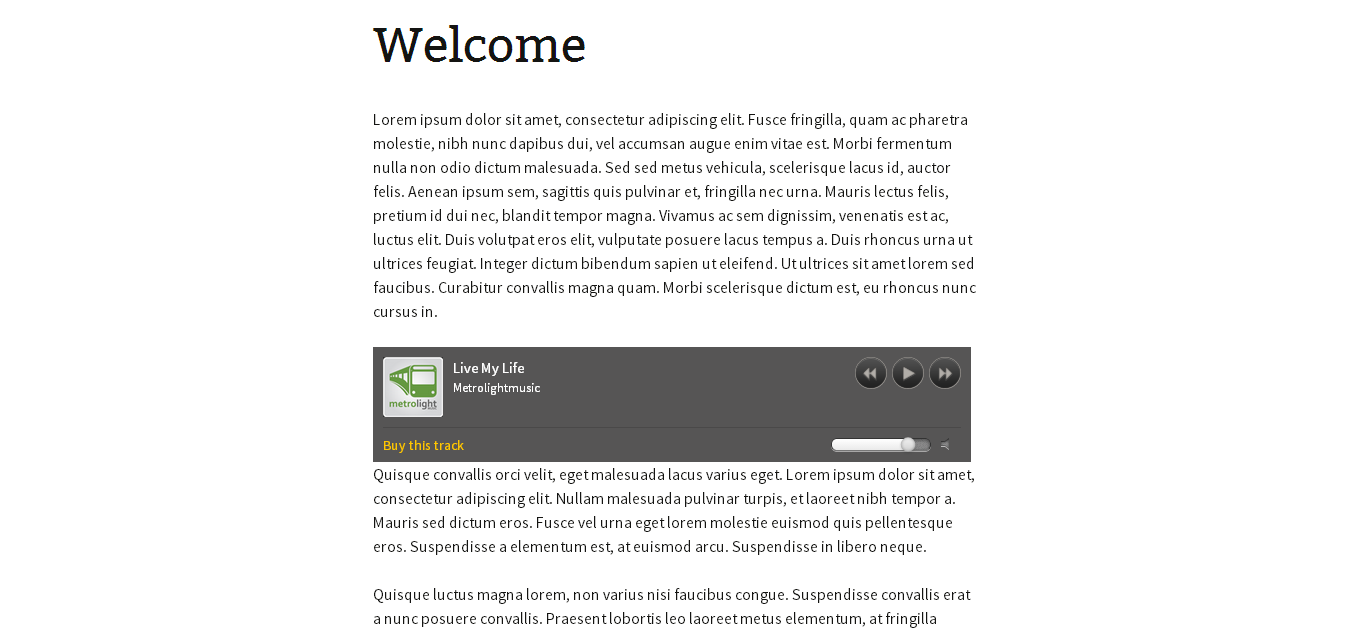 Welcome
Lorem ipsum dolor sit amet, consectetur adipiscing elit. Fusce fringilla, quam ac pharetra
molestie, nibh nunc dapibus dui, vel accumsan augue enim vitae est. Morbi fermentum
nulla non odio dictum malesuada. Sed sed metus vehicula, scelerisque lacus id, auctor
felis. Aenean ipsum sem, sagittis quis pulvinar et, fringilla nec urna. Mauris lectus felis,
pretium id dui nec, blandit tempor magna. Vivamus ac sem dignissim, venenatis est ac,
luctus elit. Duis volutpat eros elit, vulputate posuere lacus tempus a. Duis rhoncus urna ut
ultrices feugiat. Integer dictum bibendum sapien ut eleifend. Ut ultrices sit amet lorem sed
faucibus. Curabitur convallis magna quam. Morbi scelerisque dictum est, eu rhoncus nunc
cursus in.
Live My Life
Metrolightmusic
metrolight
Buy this track
Quisque convallis orci velit, eget malesuada lacus varius eget. Lorem ipsum dolor sit amet,
consectetur adipiscing elit. Nullam malesuada pulvinar turpis, et laoreet nibh tempor a.
Mauris sed dictum eros. Fusce vel urna eget lorem molestie euismod quis pellentesque
eros. Suspendisse a elementum est, at euismod arcu. Suspendisse in libero neque.
Quisque luctus magna lorem, non varius nisi faucibus congue. Suspendisse convallis erat
a nunc posuere convallis. Praesent lobortis leo laoreet metus elementum, at fringilla